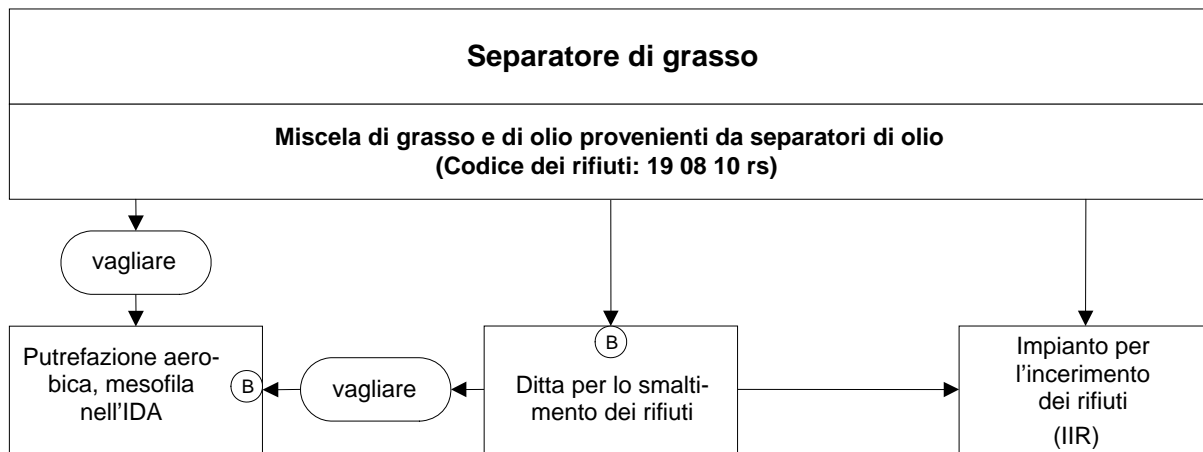 Separatore di grasso
Miscela di grasso e di olio provenienti da separatori di olio
(Codice dei rifiuti: 19 08 10 rs)
vagliare
Putrefazione aero-
bica, mesofila
nell'IDA
B
vagliare
B
Ditta per lo smalti-
mento dei rifiuti
Impianto per
l'incerimento
dei rifiuti
(IIR)